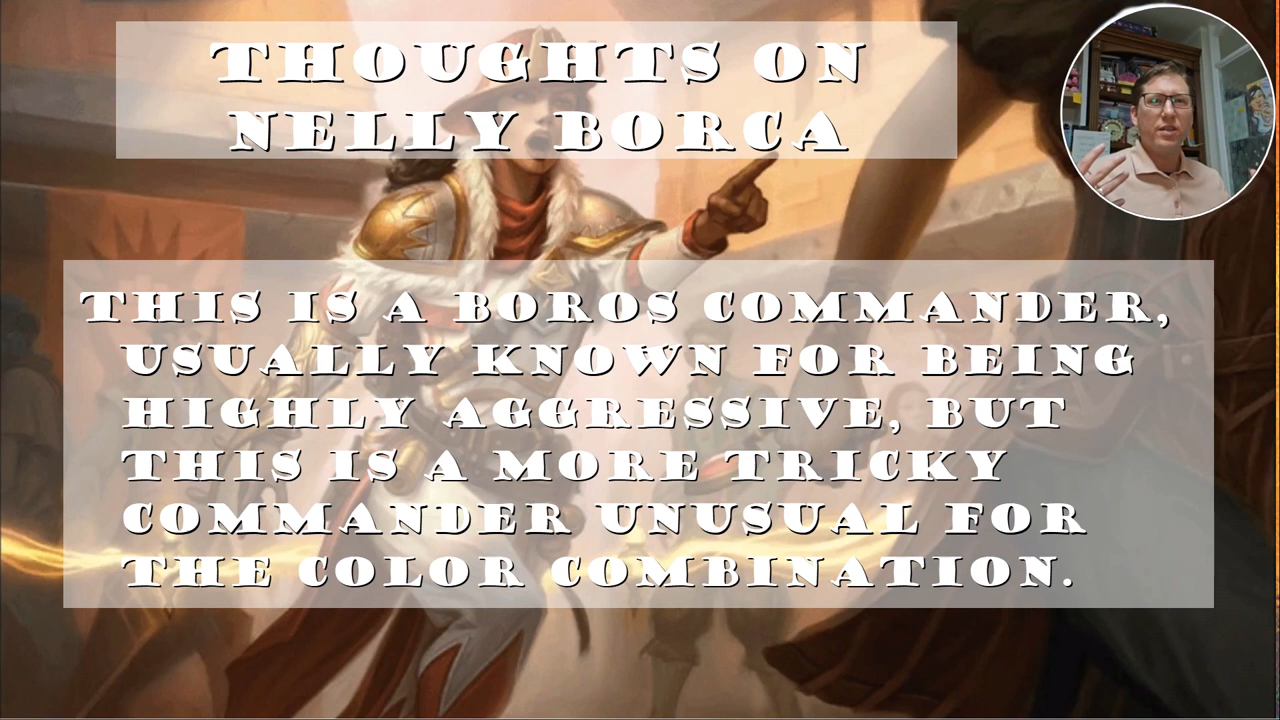 THOUGHTS ON
NELLY BORCA
THIS IS A BOROS COMMANDER,
USUALLY KNOWN FOR BEING
HIGHLY AGGRESSIVE, BUT
THIS IS A MORE TRICKY
COMMANDER UNUSUAL FOR
THE COLOR COMBINATION.